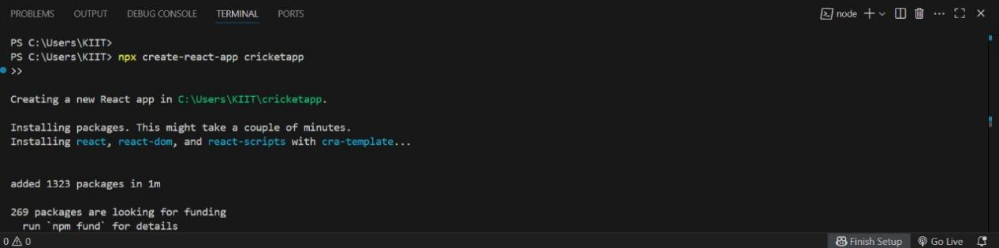 PROBLEMS OUTPUT DEBUG CONSOLE TERMINAL PORTS node
PS C:\Users\KIIT>
PS C:\Users\KIIT> npx create-react-app cricketapp
>>
Creating a new React app in C:\Users\KIIT\cricketapp.
Installing packages. This might take a couple of minutes.
Installing react, react-dom, and react-scripts with cra-template...
added 1323 packages in 1m
269 packages are looking for funding
run `npm fund` for details
0 0 Finish Setup Go Live